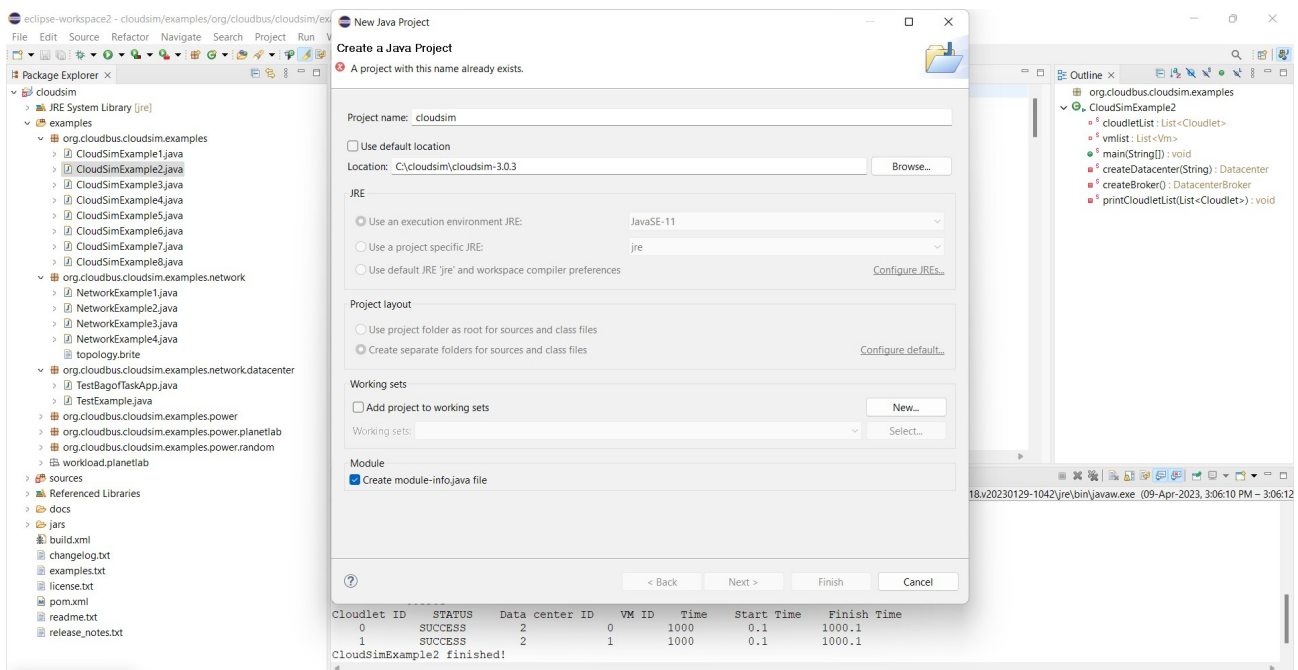 eclipse-workspace2 - cloudsim/examples/org/cloudbus/cloudsim/ex
File Edit Source Refactor Navigate Search Project Run
Package Explorer
cloudsim
JRE System Library [jre]
examples
org.cloudbus.cloudsim.examples
CloudSimExample1.java
CloudSimExample2.java
CloudSimExample3.java
CloudSimExample4.java
CloudSimExample5.java
CloudSimExample6.java
CloudSimExample7.java
CloudSimExample8.java
org.cloudbus.cloudsim.examples.network
NetworkExample1.java
NetworkExample2.java
NetworkExample3.java
NetworkExample4.java
topology.brite
org.cloudbus.cloudsim.examples.network.datacenter
TestBagofTaskApp.java
TestExample.java
org.cloudbus.cloudsim.examples.power
org.cloudbus.cloudsim.examples.power.planetlab
org.cloudbus.cloudsim.examples.power.random
workload.planetlab
sources
Referenced Libraries
docs
jars
build.xml
changelog.txt
examples.txt
license.txt
pom.xml
readme.txt
release_notes.txt
New Java Project
Create a Java Project
A project with this name already exists.
Project name: cloudsim
Use default location
Location: C:\cloudsim\cloudsim-3.0.3 Browse...
JRE
Use an execution environment JRE: JavaSE-11
Use a project specific JRE: jre
Use default JRE 'jre' and workspace compiler preferences Configure JREs...
Project layout
Use project folder as root for sources and class files
Create separate folders for sources and class files Configure default...
Working sets
Add project to working sets New...
Working sets: Select...
Module
Create module-info.java file
< Back Next > Finish Cancel
Outline
org.cloudbus.cloudsim.examples
CloudSimExample2
cloudletList : List<Cloudlet>
vmlist : List<Vm>
main(String[]) : void
createDatacenter(String) : Datacenter
createBroker() : DatacenterBroker
printCloudletList(List<Cloudlet>) : void
18.v20230129-1042\jre\bin\javaw.exe (09-Apr-2023, 3:06:10 PM – 3:06:12
Cloudlet ID STATUS Data center ID VM ID Time Start Time Finish Time
0 SUCCESS 2 0 1000 0.1 1000.1
1 SUCCESS 2 1 1000 0.1 1000.1
CloudSimExample2 finished!